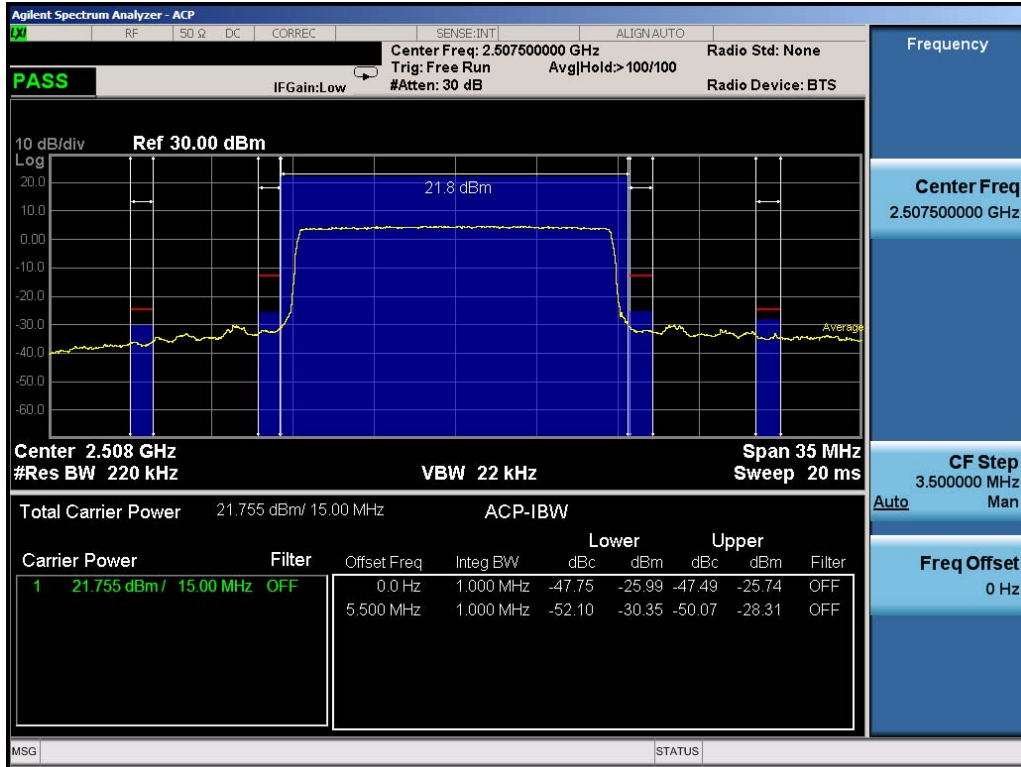 Agilent Spectrum Analyzer - ACP
LXI RF 50 Ω DC CORREC SENSE:INT ALIGN AUTO
Center Freq: 2.507500000 GHz Radio Std: None
Trig: Free Run Avg|Hold:>100/100
PASS IFGain:Low #Atten: 30 dB Radio Device: BTS
10 dB/div Ref 30.00 dBm
Log
20.0
21.8 dBm
10.0
0.00
-10.0
-20.0
-30.0
Average
-40.0
-50.0
-60.0
Center 2.508 GHz Span 35 MHz
#Res BW 220 kHz VBW 22 kHz Sweep 20 ms
Total Carrier Power 21.755 dBm/ 15.00 MHz ACP-IBW
Lower Upper
Carrier Power Filter Offset Freq Integ BW dBc dBm dBc dBm Filter
1 21.755 dBm / 15.00 MHz OFF 0.0 Hz 1.000 MHz -47.75 -25.99 -47.49 -25.74 OFF
5.500 MHz 1.000 MHz -52.10 -30.35 -50.07 -28.31 OFF
MSG STATUS
Frequency
Center Freq
2.507500000 GHz
CF Step
3.500000 MHz
Auto Man
Freq Offset
0 Hz